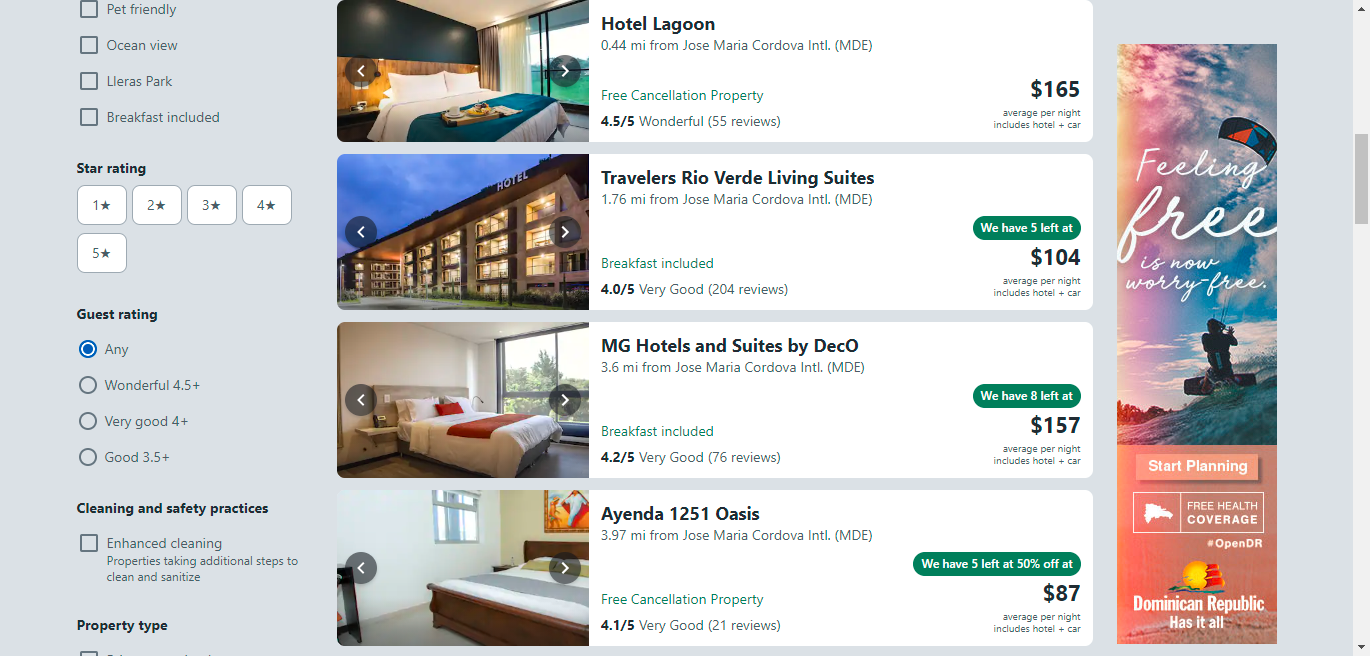 Pet friendly
Ocean view
Lleras Park
Breakfast included
Star rating
1★ 2★ 3★ 4★
5★
Guest rating
Any
Wonderful 4.5+
Very good 4+
Good 3.5+
Cleaning and safety practices
Enhanced cleaning
Properties taking additional steps to
clean and sanitize
Property type
Hotel Lagoon
0.44 mi from Jose Maria Cordova Intl. (MDE)
Free Cancellation Property
4.5/5 Wonderful (55 reviews)
$165
average per night
includes hotel + car
HOTEL
Travelers Rio Verde Living Suites
1.76 mi from Jose Maria Cordova Intl. (MDE)
We have 5 left at
Breakfast included
4.0/5 Very Good (204 reviews)
$104
average per night
includes hotel + car
MG Hotels and Suites by DecO
3.6 mi from Jose Maria Cordova Intl. (MDE)
We have 8 left at
Breakfast included
4.2/5 Very Good (76 reviews)
$157
average per night
includes hotel + car
Ayenda 1251 Oasis
3.97 mi from Jose Maria Cordova Intl. (MDE)
We have 5 left at 50% off at
Free Cancellation Property
4.1/5 Very Good (21 reviews)
$87
average per night
includes hotel + car
Feeling
free
is now
worry-free.
Start Planning
FREE HEALTH
COVERAGE
#OpenDR
Dominican Republic
Has it all